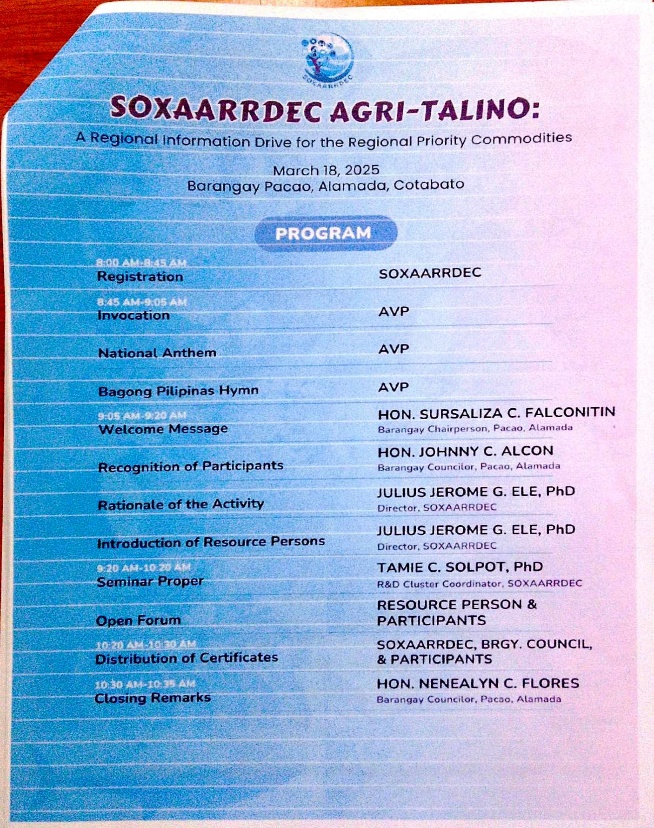 SOXAARRDEC
SOXAARRDEC AGRI-TALINO:
A Regional Information Drive for the Regional Priority Commodities
March 18, 2025
Barangay Pacao, Alamada, Cotabato
PROGRAM
8:00 AM-8:45 AM
Registration
SOXAARRDEC
8:45 AM-9:05 AM
Invocation
AVP
National Anthem
AVP
Bagong Pilipinas Hymn
AVP
9:05 AM-9:20 AM
Welcome Message
HON. SURSALIZA C. FALCONITIN
Barangay Chairperson, Pacao, Alamada
Recognition of Participants
HON. JOHNNY C. ALCON
Barangay Councilor, Pacao, Alamada
Rationale of the Activity
JULIUS JEROME G. ELE, PhD
Director, SOXAARRDEC
Introduction of Resource Persons
JULIUS JEROME G. ELE, PhD
Director, SOXAARRDEC
9:20 AM-10:20 AM
Seminar Proper
TAMIE C. SOLPOT, PhD
R&D Cluster Coordinator, SOXAARRDEC
Open Forum
RESOURCE PERSON &
PARTICIPANTS
10:20 AM-10:30 AM
Distribution of Certificates
SOXAARRDEC, BRGY. COUNCIL,
& PARTICIPANTS
10:30 AM-10:35 AM
Closing Remarks
HON. NENEALYN C. FLORES
Barangay Councilor, Pacao, Alamada